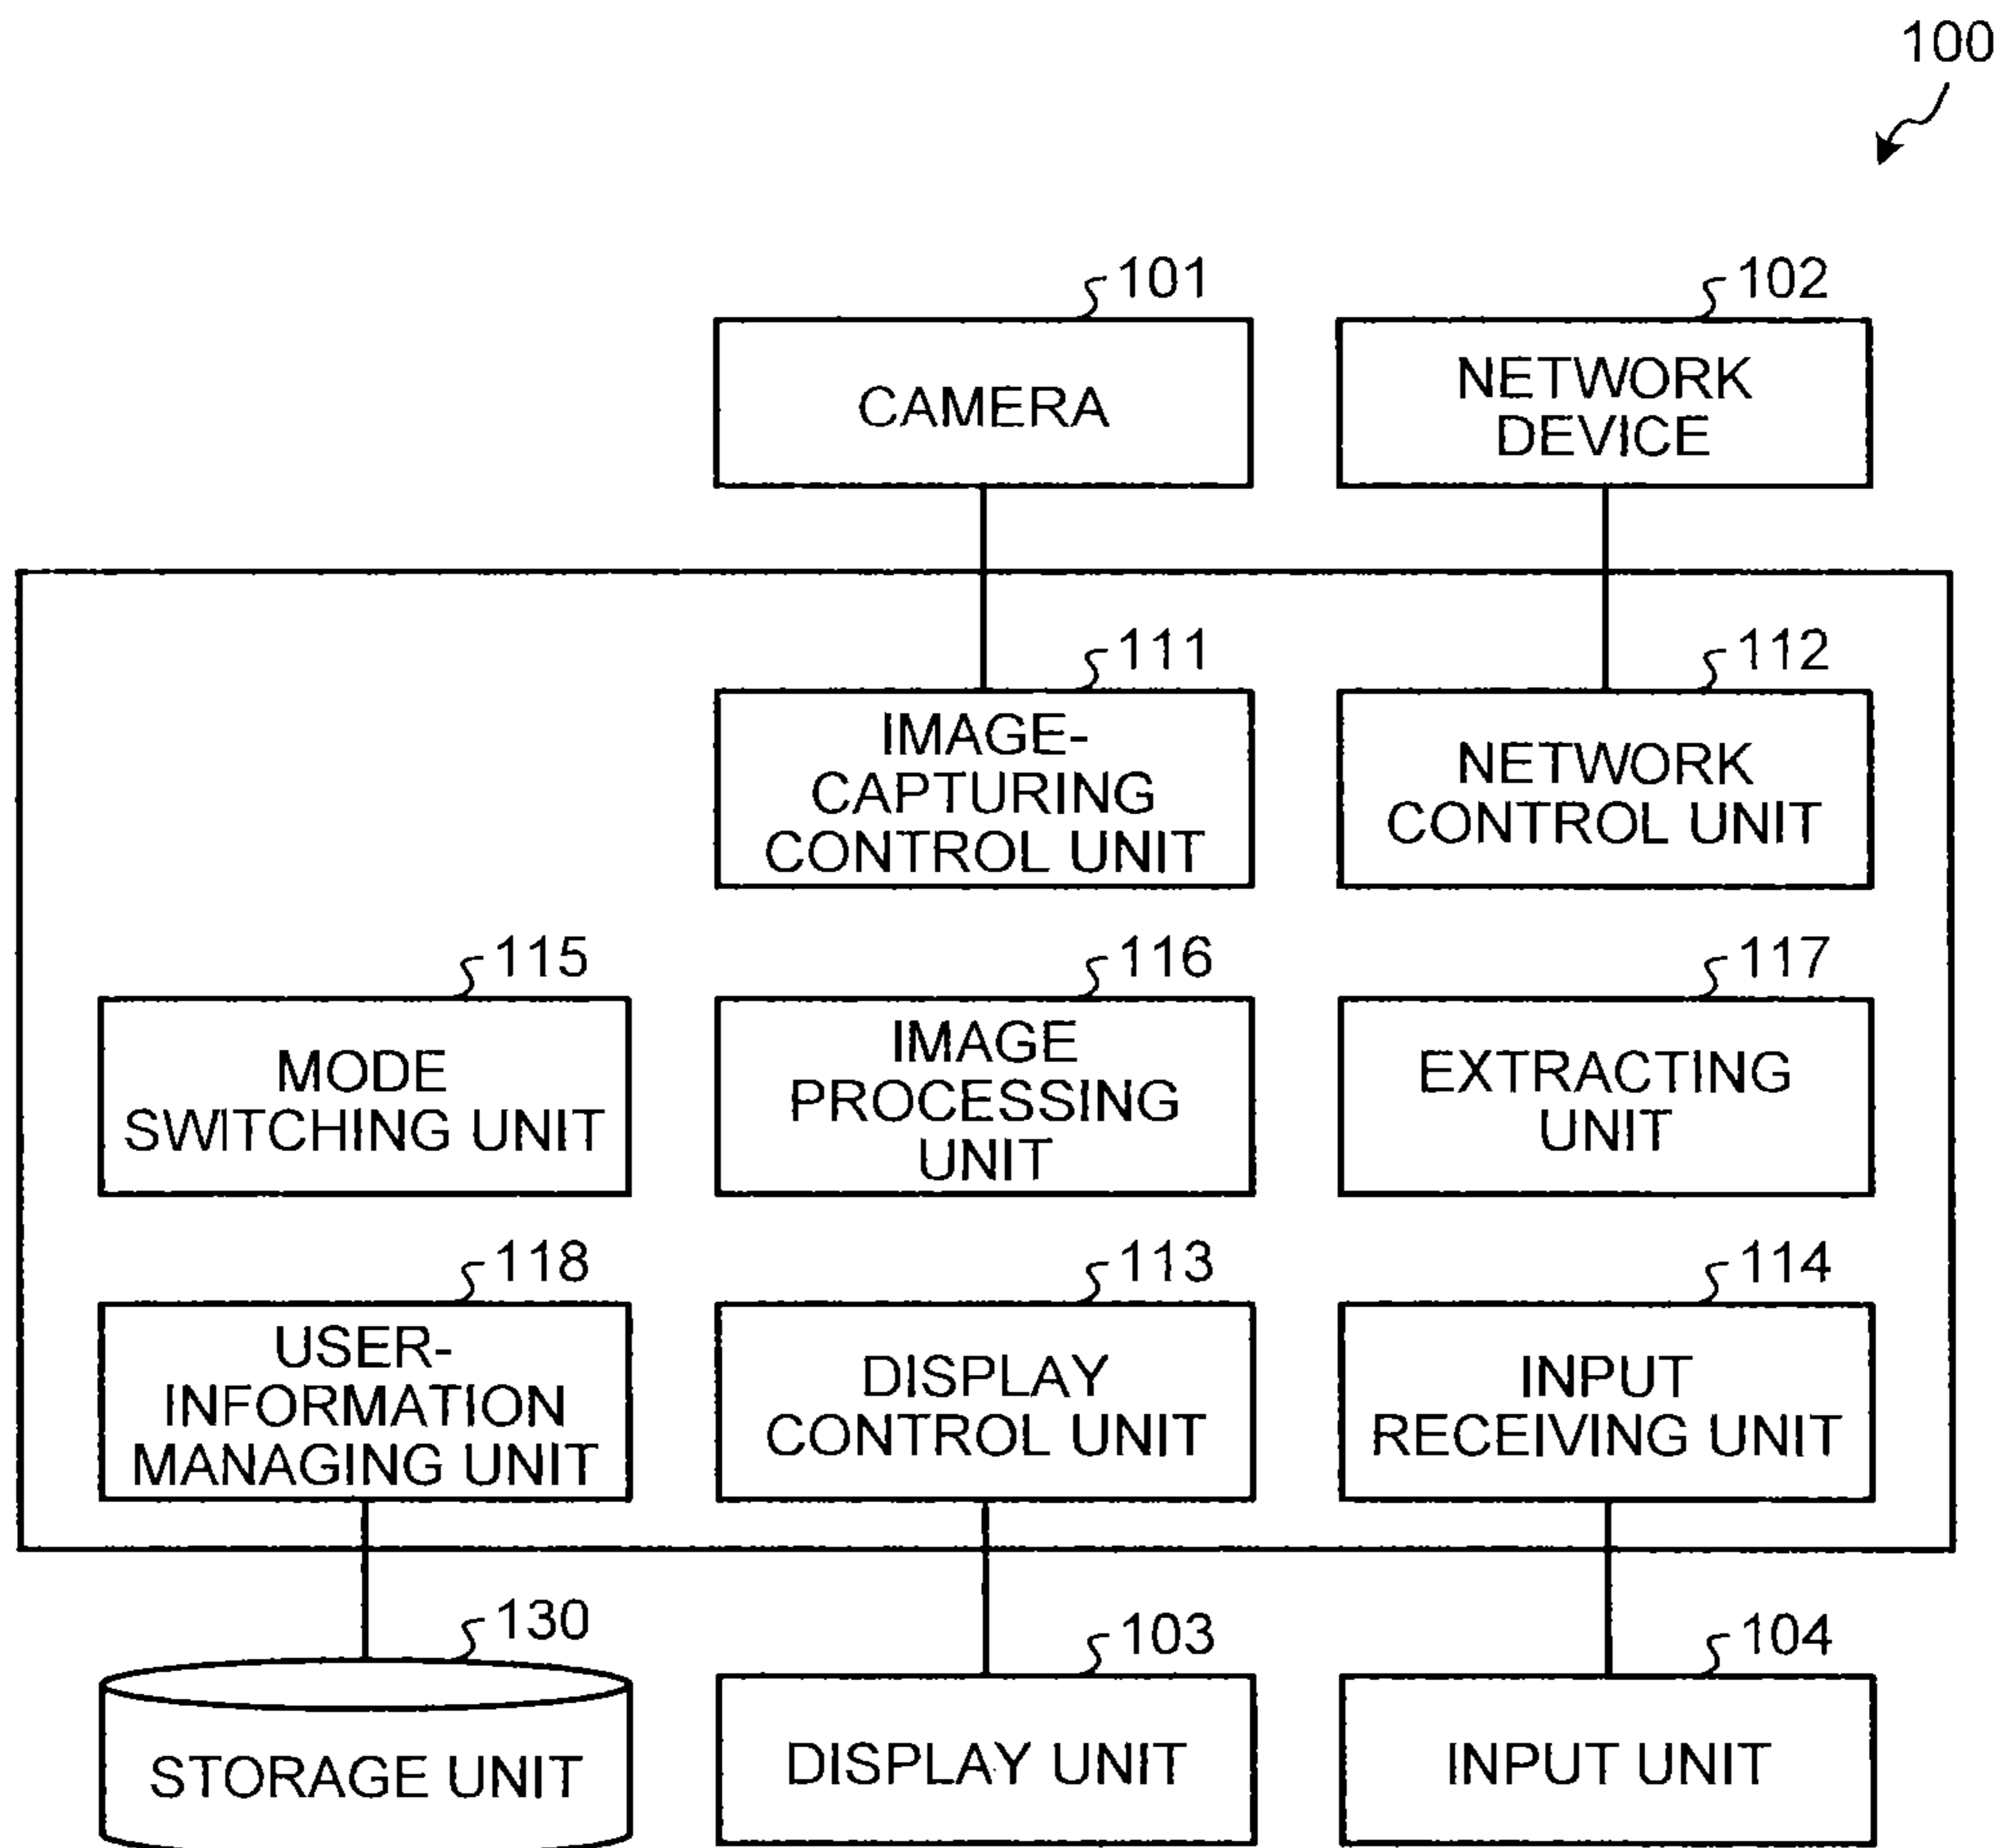 100
101
CAMERA
102
NETWORK
DEVICE
111
IMAGE-
CAPTURING
CONTROL UNIT
112
NETWORK
CONTROL UNIT
115
MODE
SWITCHING UNIT
116
IMAGE
PROCESSING
UNIT
117
EXTRACTING
UNIT
118
USER-
INFORMATION
MANAGING UNIT
113
DISPLAY
CONTROL UNIT
114
INPUT
RECEIVING UNIT
130
STORAGE UNIT
103
DISPLAY UNIT
104
INPUT UNIT